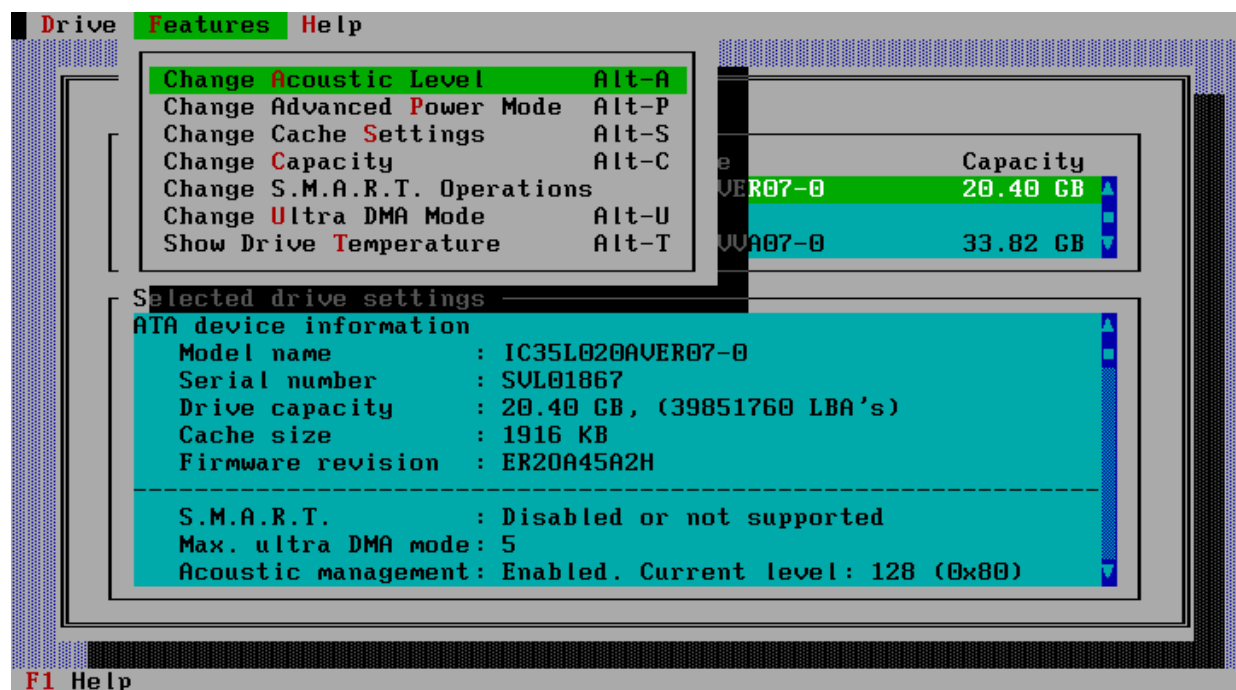 Drive Features Help
Change Acoustic Level Alt-A
Change Advanced Power Mode Alt-P
Change Cache Settings Alt-S
Change Capacity Alt-C
Change S.M.A.R.T. Operations
Change Ultra DMA Mode Alt-U
Show Drive Temperature Alt-T
e Capacity
VER07-0 20.40 GB
VVA07-0 33.82 GB
Selected drive settings
ATA device information
Model name : IC35L020AVER07-0
Serial number : SVL01867
Drive capacity : 20.40 GB, (39851760 LBA's)
Cache size : 1916 KB
Firmware revision : ER20A45A2H
S.M.A.R.T. : Disabled or not supported
Max. ultra DMA mode: 5
Acoustic management: Enabled. Current level: 128 (0x80)
F1 Help